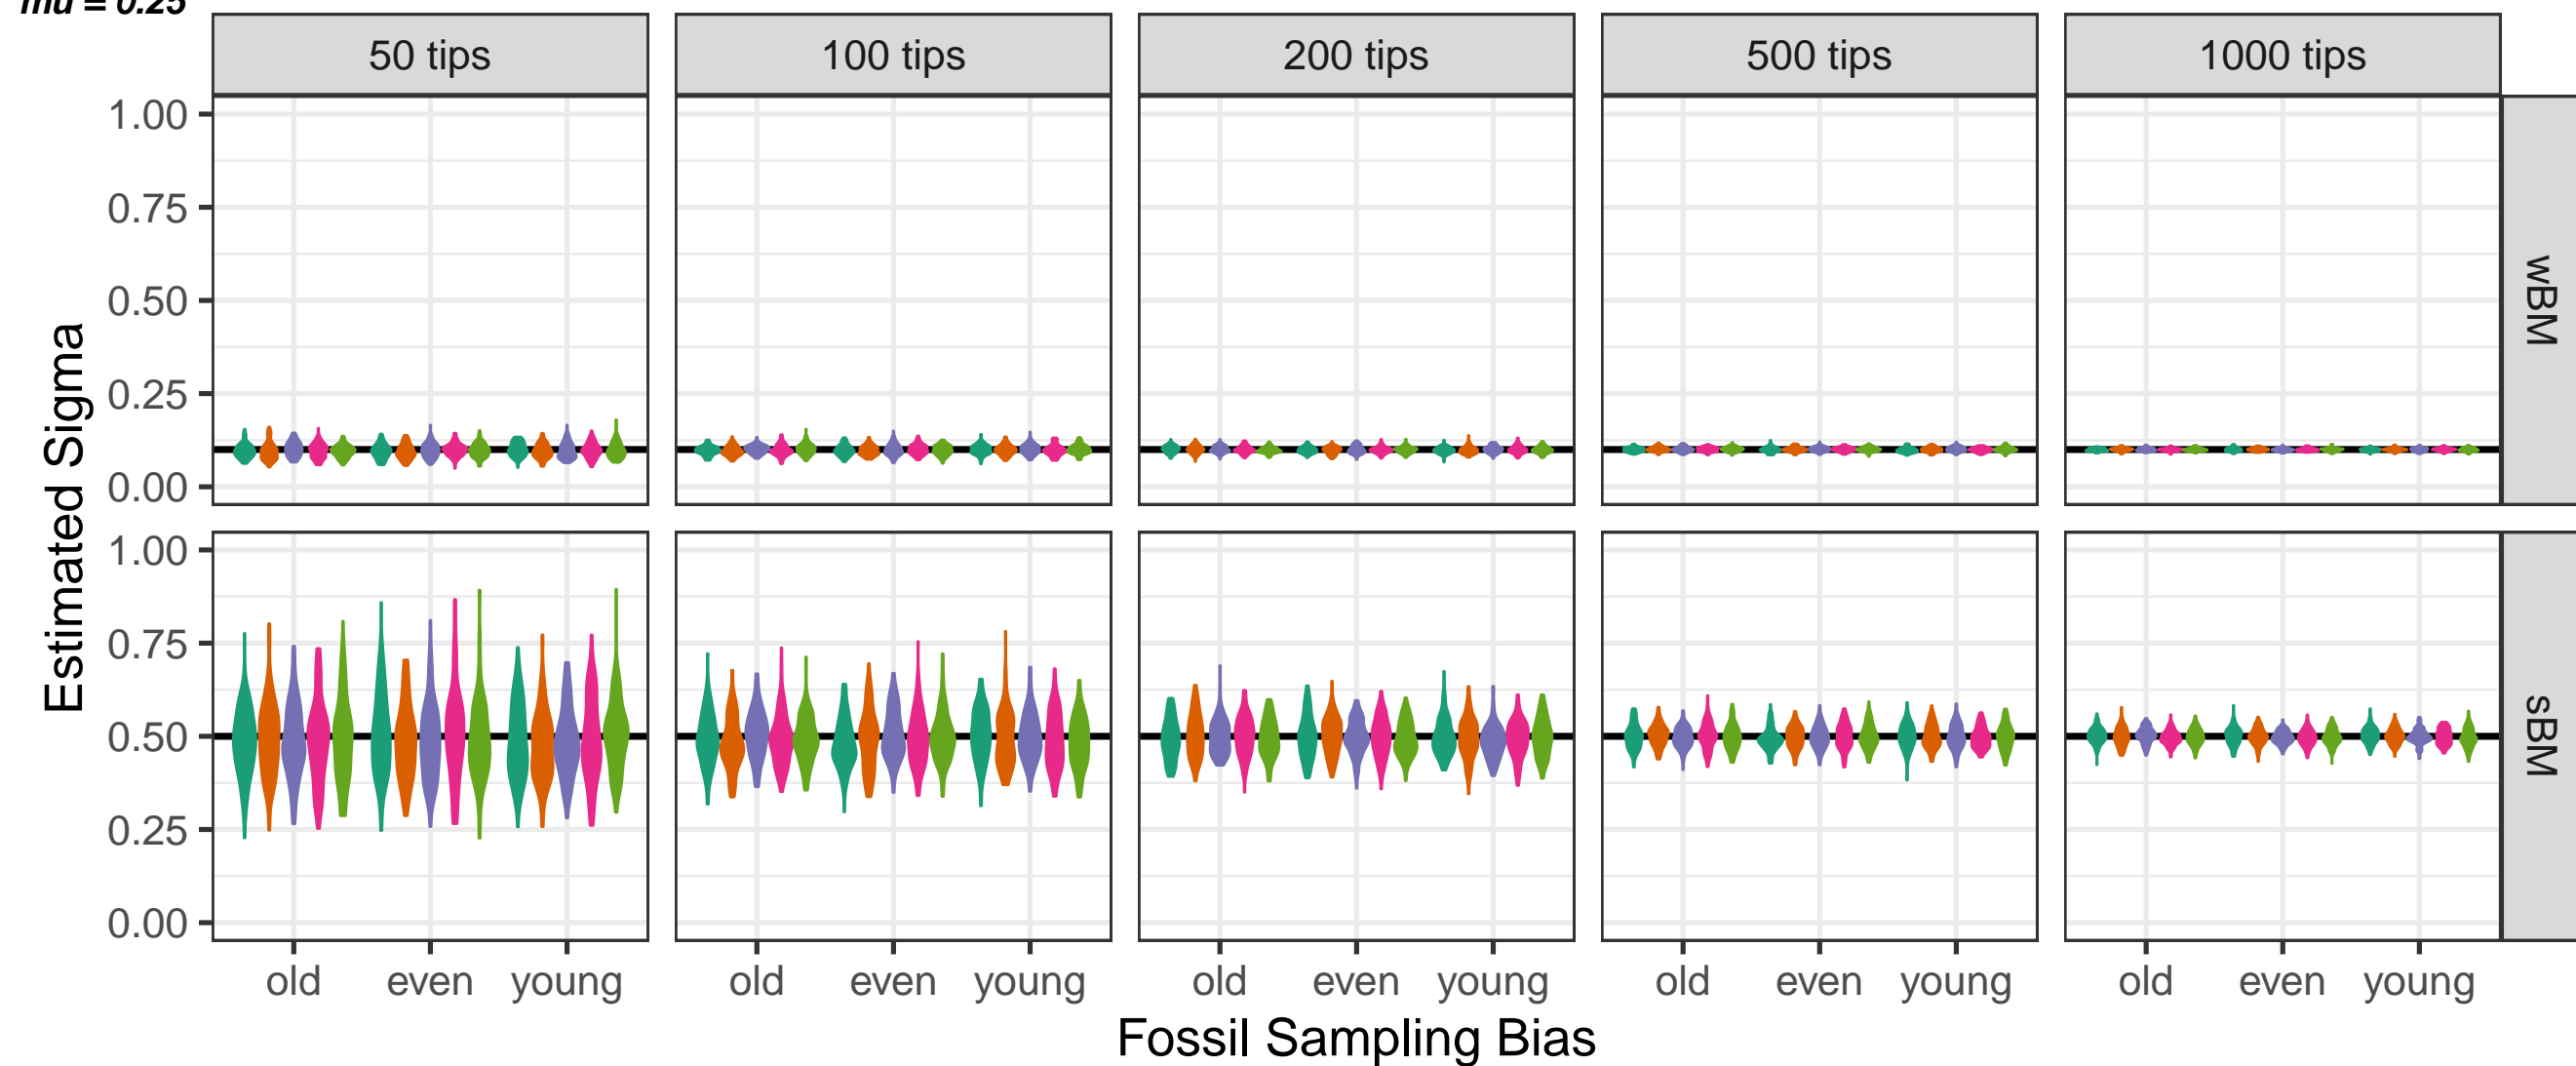 mu = 0.25
50 tips
100 tips
200 tips
500 tips
1000 tips
Estimated Sigma
1.00
0.75
0.50
0.25
0.00
wBM
1.00
0.75
0.50
0.25
0.00
sBM
old even young
old even young
old even young
old even young
old even young
Fossil Sampling Bias